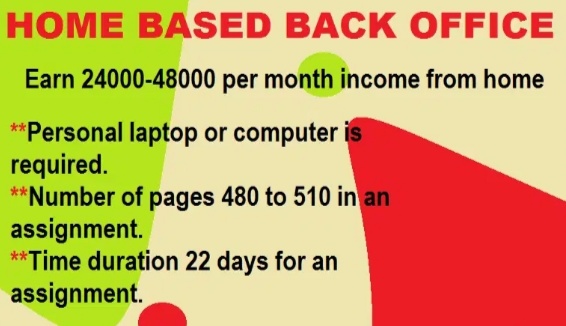 HOME BASED BACK OFFICE
Earn 24000-48000 per month income from home
**Personal laptop or computer is
required.
**Number of pages 480 to 510 in an
assignment.
**Time duration 22 days for an
assignment.